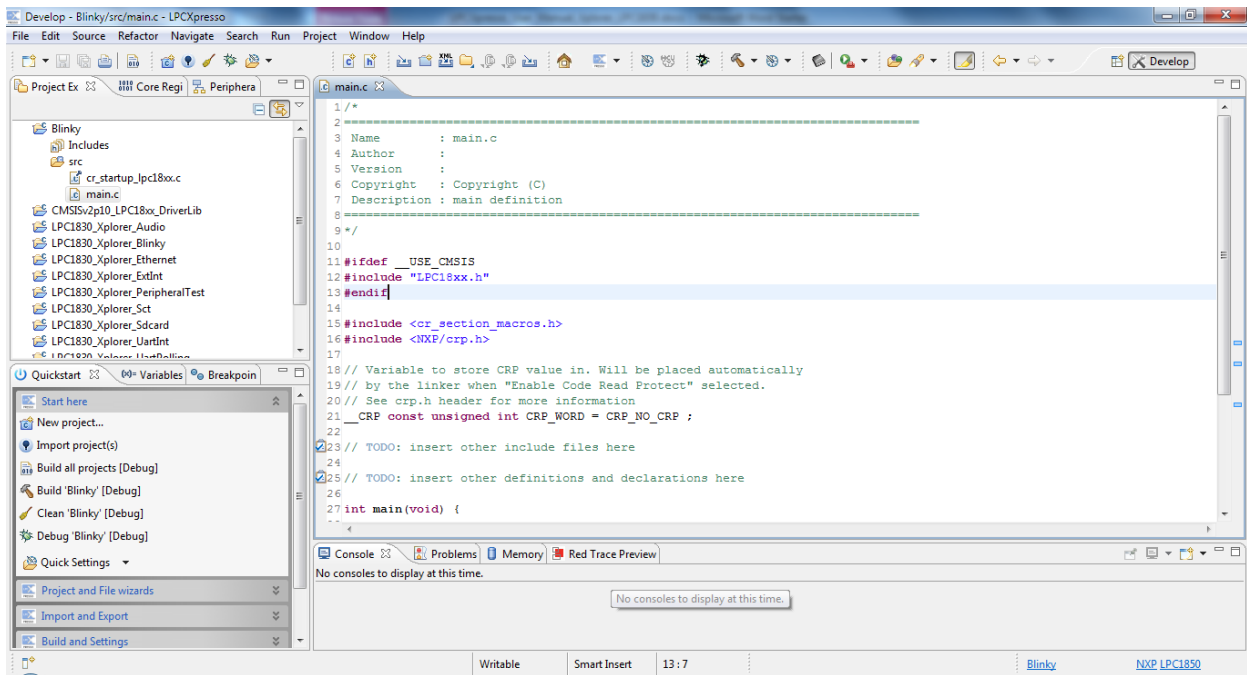 Develop - Blinky/src/main.c - LPCXpresso
File Edit Source Refactor Navigate Search Run Project Window Help
Develop
Project Ex Core Regi Periphera
Blinky
Includes
src
cr_startup_lpc18xx.c
main.c
CMSISv2p10_LPC18xx_DriverLib
LPC1830_Xplorer_Audio
LPC1830_Xplorer_Blinky
LPC1830_Xplorer_Ethernet
LPC1830_Xplorer_ExtInt
LPC1830_Xplorer_PeripheralTest
LPC1830_Xplorer_Sct
LPC1830_Xplorer_Sdcard
LPC1830_Xplorer_UartInt
LPC1830_Xplorer_UartPolling
Quickstart (x)= Variables Breakpoin
Start here
New project...
Import project(s)
Build all projects [Debug]
Build 'Blinky' [Debug]
Clean 'Blinky' [Debug]
Debug 'Blinky' [Debug]
Quick Settings
Project and File wizards
Import and Export
Build and Settings
main.c
1 /*
2 ===============================================================================
3 Name : main.c
4 Author :
5 Version :
6 Copyright : Copyright (C)
7 Description : main definition
8 ===============================================================================
9 */
10
11 #ifdef __USE_CMSIS
12 #include "LPC18xx.h"
13 #endif
14
15 #include <cr_section_macros.h>
16 #include <NXP/crp.h>
17
18 // Variable to store CRP value in. Will be placed automatically
19 // by the linker when "Enable Code Read Protect" selected.
20 // See crp.h header for more information
21 __CRP const unsigned int CRP_WORD = CRP_NO_CRP ;
22
23 // TODO: insert other include files here
24
25 // TODO: insert other definitions and declarations here
26
27 int main(void) {
Console Problems Memory Red Trace Preview
No consoles to display at this time.
No consoles to display at this time.
Writable Smart Insert 13 : 7 Blinky NXP LPC1850